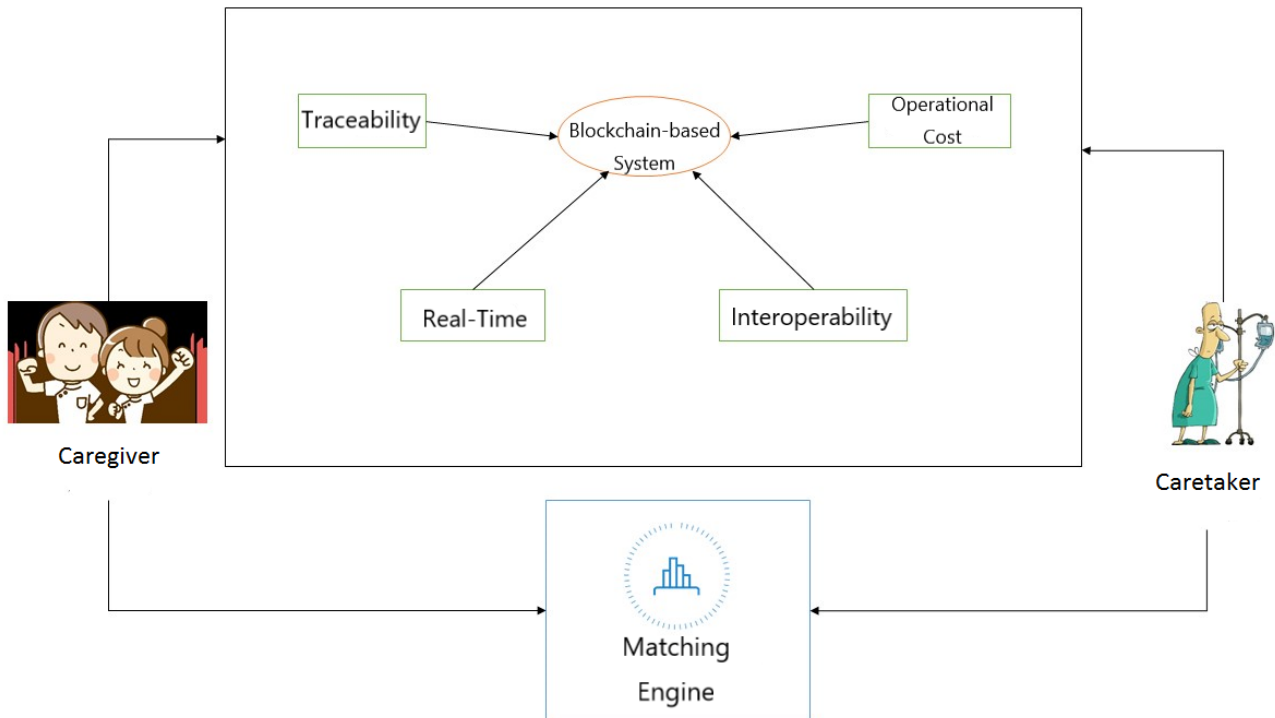 Traceability
Blockchain-based
System
Operational
Cost
Real-Time
Interoperability
Caregiver
Caretaker
Matching
Engine